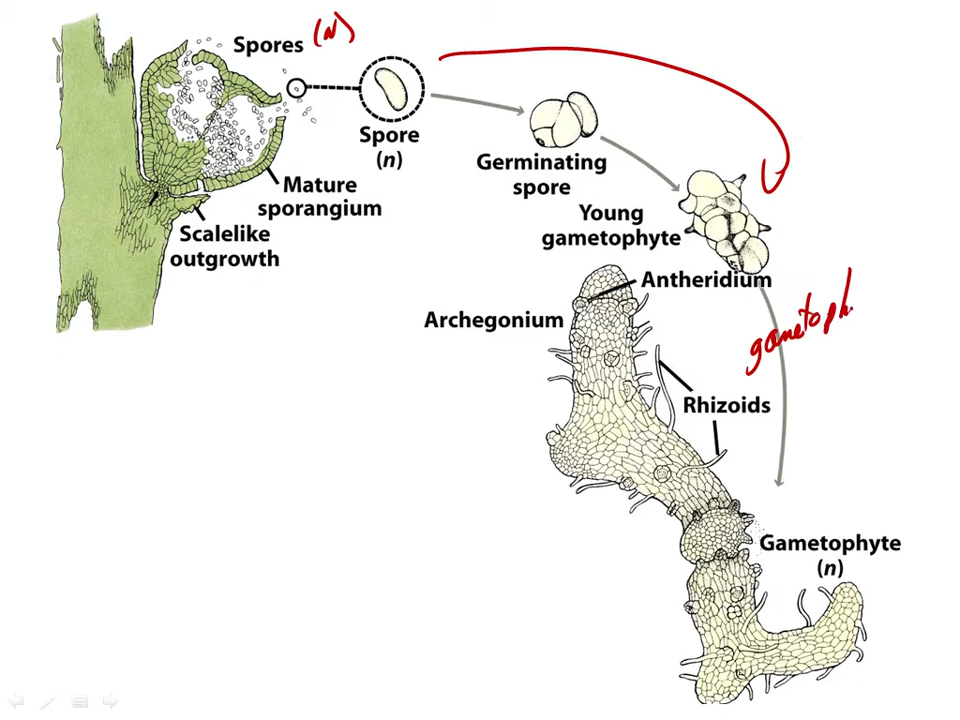 Spores (n)
Spore
(n)
Germinating
spore
Mature
sporangium
Scalelike
outgrowth
Young
gametophyte
Antheridium
Archegonium
gametoph.
Rhizoids
Gametophyte
(n)